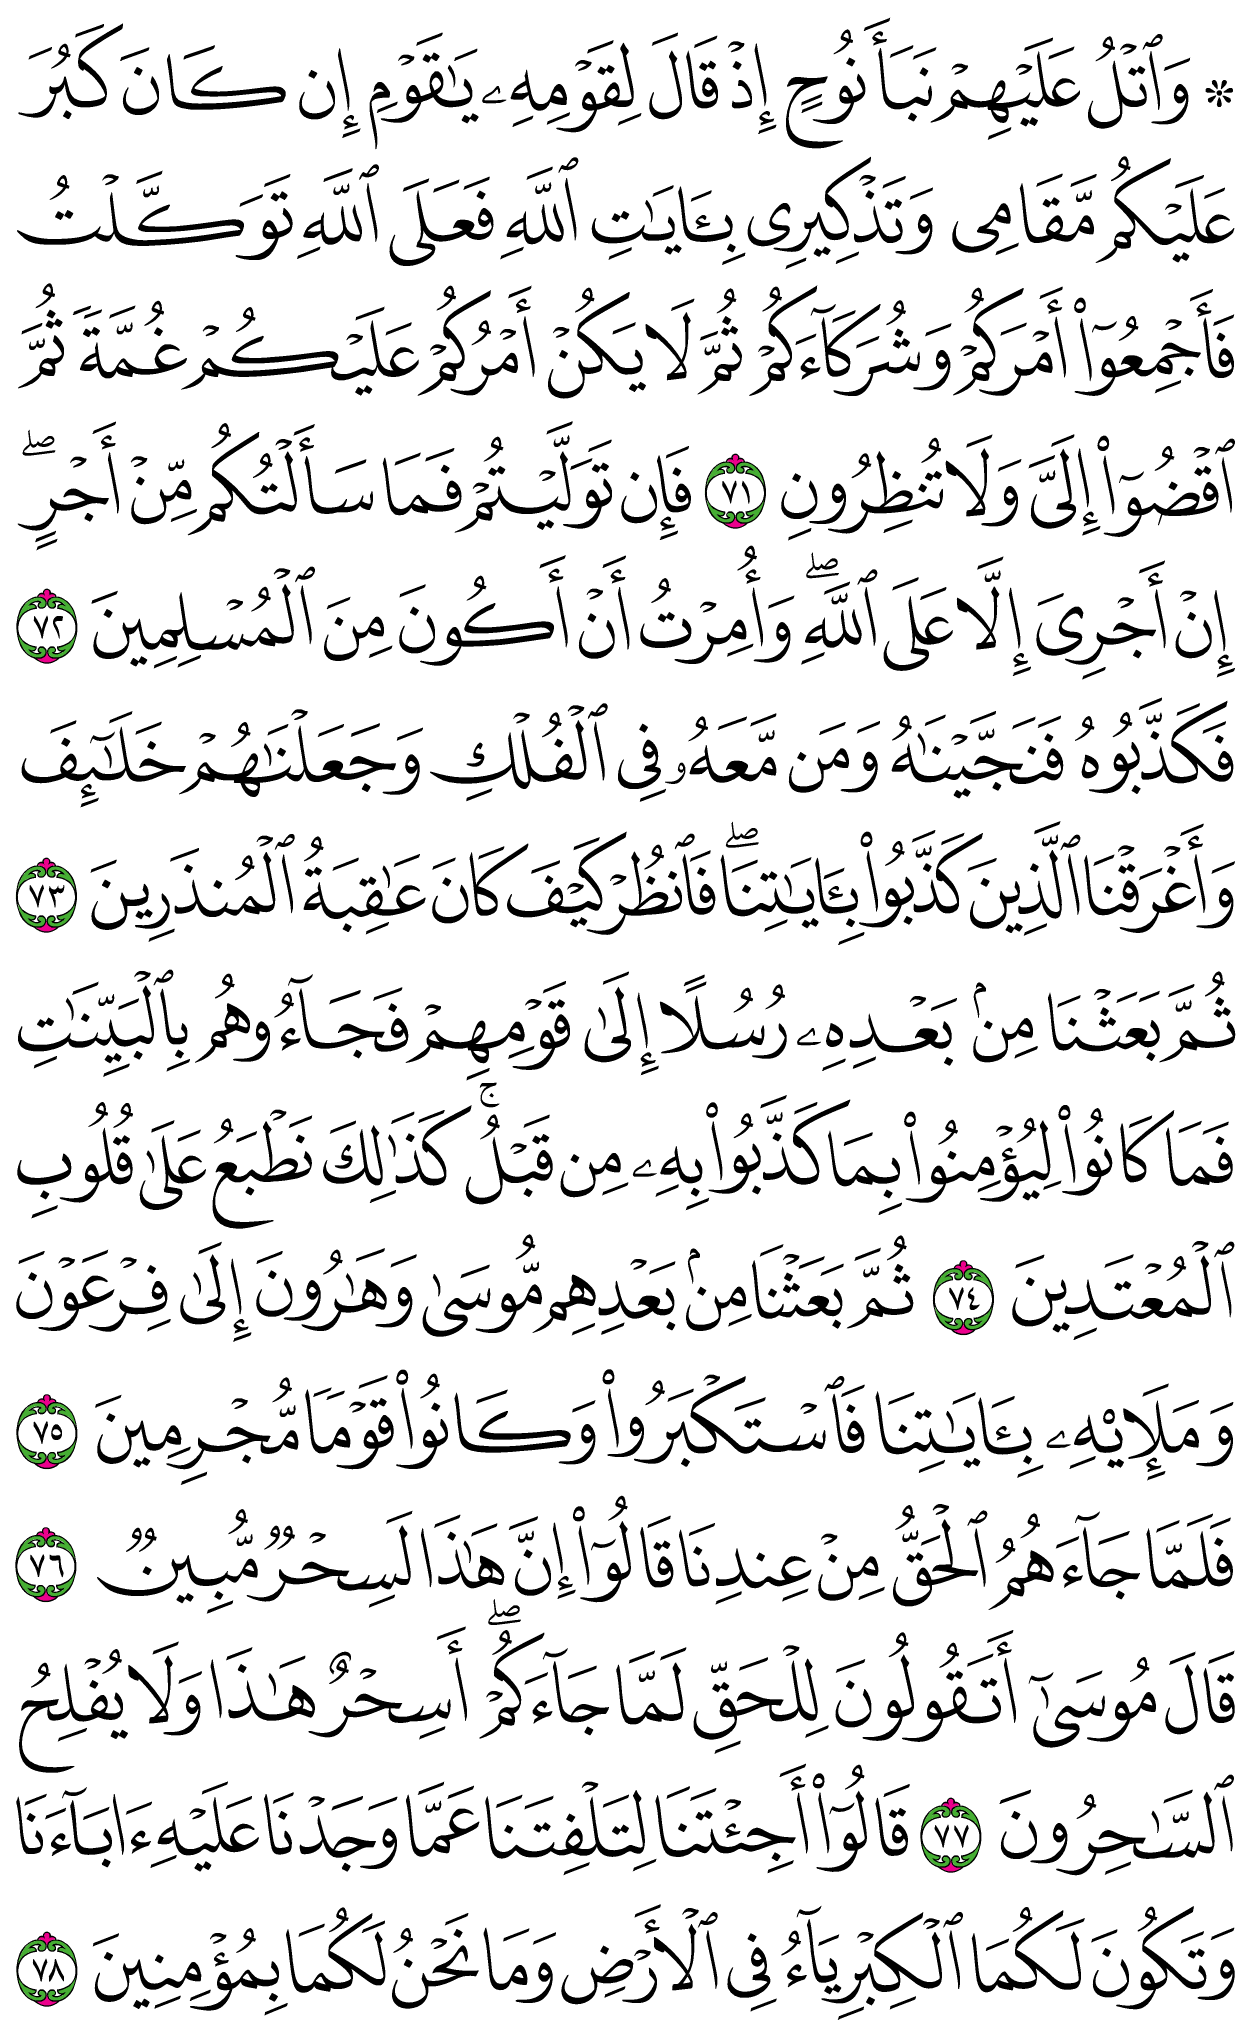 ۞ وَٱتۡلُ عَلَيۡهِمۡ نَبَأَ نُوحٍ إِذۡ قَالَ لِقَوۡمِهِۦ يَٰقَوۡمِ إِن كَانَ كَبُرَ
عَلَيۡكُم مَّقَامِي وَتَذۡكِيرِي بِـَٔايَٰتِ ٱللَّهِ فَعَلَى ٱللَّهِ تَوَكَّلۡتُ
فَأَجۡمِعُوٓاْ أَمۡرَكُمۡ وَشُرَكَآءَكُمۡ ثُمَّ لَا يَكُنۡ أَمۡرُكُمۡ عَلَيۡكُمۡ غُمَّةٗ ثُمَّ
ٱقۡضُوٓاْ إِلَيَّ وَلَا تُنظِرُونِ ٧١ فَإِن تَوَلَّيۡتُمۡ فَمَا سَأَلۡتُكُم مِّنۡ أَجۡرٍۖ
إِنۡ أَجۡرِيَ إِلَّا عَلَى ٱللَّهِۖ وَأُمِرۡتُ أَنۡ أَكُونَ مِنَ ٱلۡمُسۡلِمِينَ ٧٢
فَكَذَّبُوهُ فَنَجَّيۡنَٰهُ وَمَن مَّعَهُۥ فِي ٱلۡفُلۡكِ وَجَعَلۡنَٰهُمۡ خَلَٰٓئِفَ
وَأَغۡرَقۡنَا ٱلَّذِينَ كَذَّبُواْ بِـَٔايَٰتِنَاۖ فَٱنظُرۡ كَيۡفَ كَانَ عَٰقِبَةُ ٱلۡمُنذَرِينَ ٧٣
ثُمَّ بَعَثۡنَا مِنۢ بَعۡدِهِۦ رُسُلًا إِلَىٰ قَوۡمِهِمۡ فَجَآءُوهُم بِٱلۡبَيِّنَٰتِ
فَمَا كَانُواْ لِيُؤۡمِنُواْ بِمَا كَذَّبُواْ بِهِۦ مِن قَبۡلُۚ كَذَٰلِكَ نَطۡبَعُ عَلَىٰ قُلُوبِ
ٱلۡمُعۡتَدِينَ ٧٤ ثُمَّ بَعَثۡنَا مِنۢ بَعۡدِهِم مُّوسَىٰ وَهَٰرُونَ إِلَىٰ فِرۡعَوۡنَ
وَمَلَإِيْهِۦ بِـَٔايَٰتِنَا فَٱسۡتَكۡبَرُواْ وَكَانُواْ قَوۡمٗا مُّجۡرِمِينَ ٧٥
فَلَمَّا جَآءَهُمُ ٱلۡحَقُّ مِنۡ عِندِنَا قَالُوٓاْ إِنَّ هَٰذَا لَسِحۡرٞ مُّبِينٞ ٧٦
قَالَ مُوسَىٰٓ أَتَقُولُونَ لِلۡحَقِّ لَمَّا جَآءَكُمۡۖ أَسِحۡرٌ هَٰذَا وَلَا يُفۡلِحُ
ٱلسَّٰحِرُونَ ٧٧ قَالُوٓاْ أَجِئۡتَنَا لِتَلۡفِتَنَا عَمَّا وَجَدۡنَا عَلَيۡهِ ءَابَآءَنَا
وَتَكُونَ لَكُمَا ٱلۡكِبۡرِيَآءُ فِي ٱلۡأَرۡضِ وَمَا نَحۡنُ لَكُمَا بِمُؤۡمِنِينَ ٧٨